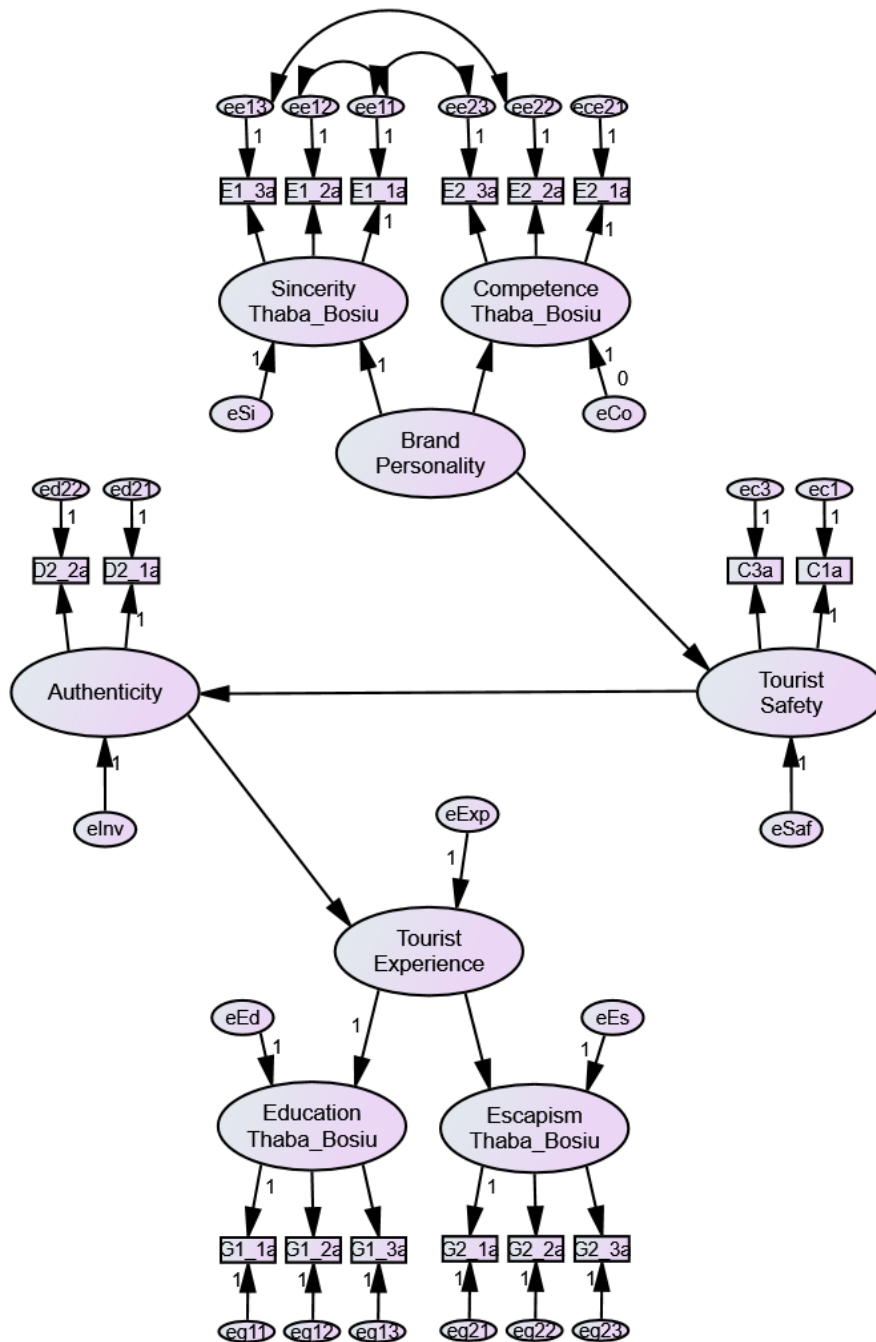 ee13 ee12 ee11 ee23 ee22 ece21
1 1 1 1 1 1
E1_3a E1_2a E1_1a E2_3a E2_2a E2_1a
1 1
Sincerity
Thaba_Bosiu
Competence
Thaba_Bosiu
1 1 1
0
eSi eCo
Brand
Personality
ed22 ed21 ec3 ec1
1 1 1 1
D2_2a D2_1a C3a C1a
1 1
Authenticity
Tourist
Safety
1 1
eInv eSaf
eExp
1
Tourist
Experience
eEd eEs
1 1 1
Education
Thaba_Bosiu
Escapism
Thaba_Bosiu
1 1
G1_1a G1_2a G1_3a G2_1a G2_2a G2_3a
1 1 1 1 1 1
eg11 eg12 eg13 eg21 eg22 eg23